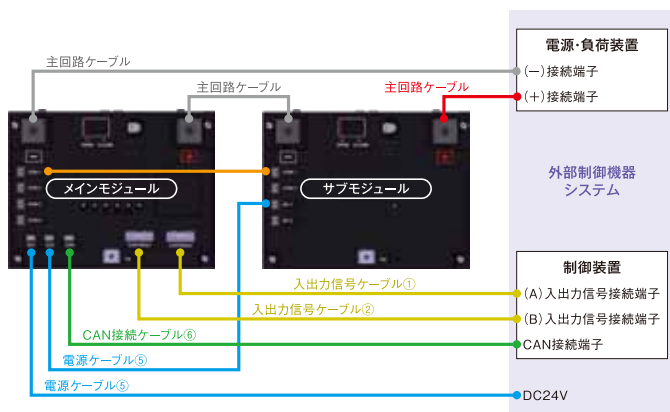 主回路ケーブル
主回路ケーブル
主回路ケーブル
電源・負荷装置
(ー)接続端子
(＋)接続端子
メインモジュール
サブモジュール
外部制御機器
システム
制御装置
入出力信号ケーブル①
(A)入出力信号接続端子
入出力信号ケーブル②
(B)入出力信号接続端子
CAN接続ケーブル⑥
CAN接続端子
電源ケーブル⑤
電源ケーブル⑤
DC24V